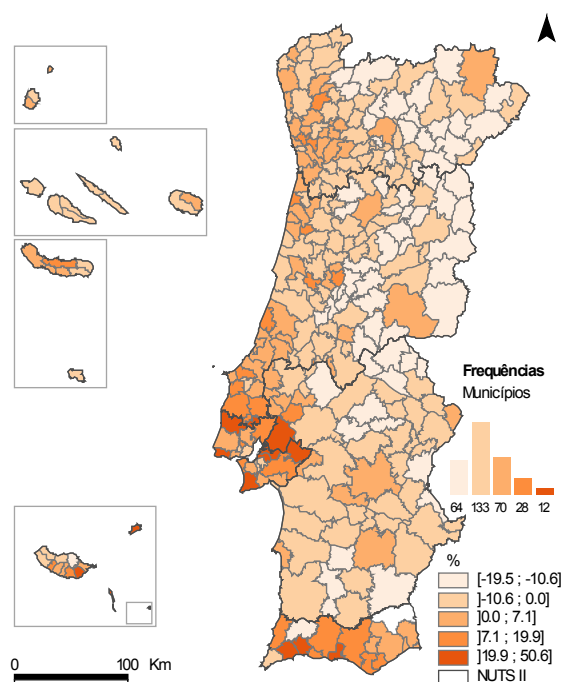 Frequências
Municípios
64 133 70 28 12
%
[-19.5 ; -10.6]
]-10.6 ; 0.0]
]0.0 ; 7.1]
]7.1 ; 19.9]
]19.9 ; 50.6]
NUTS II
0 100 Km